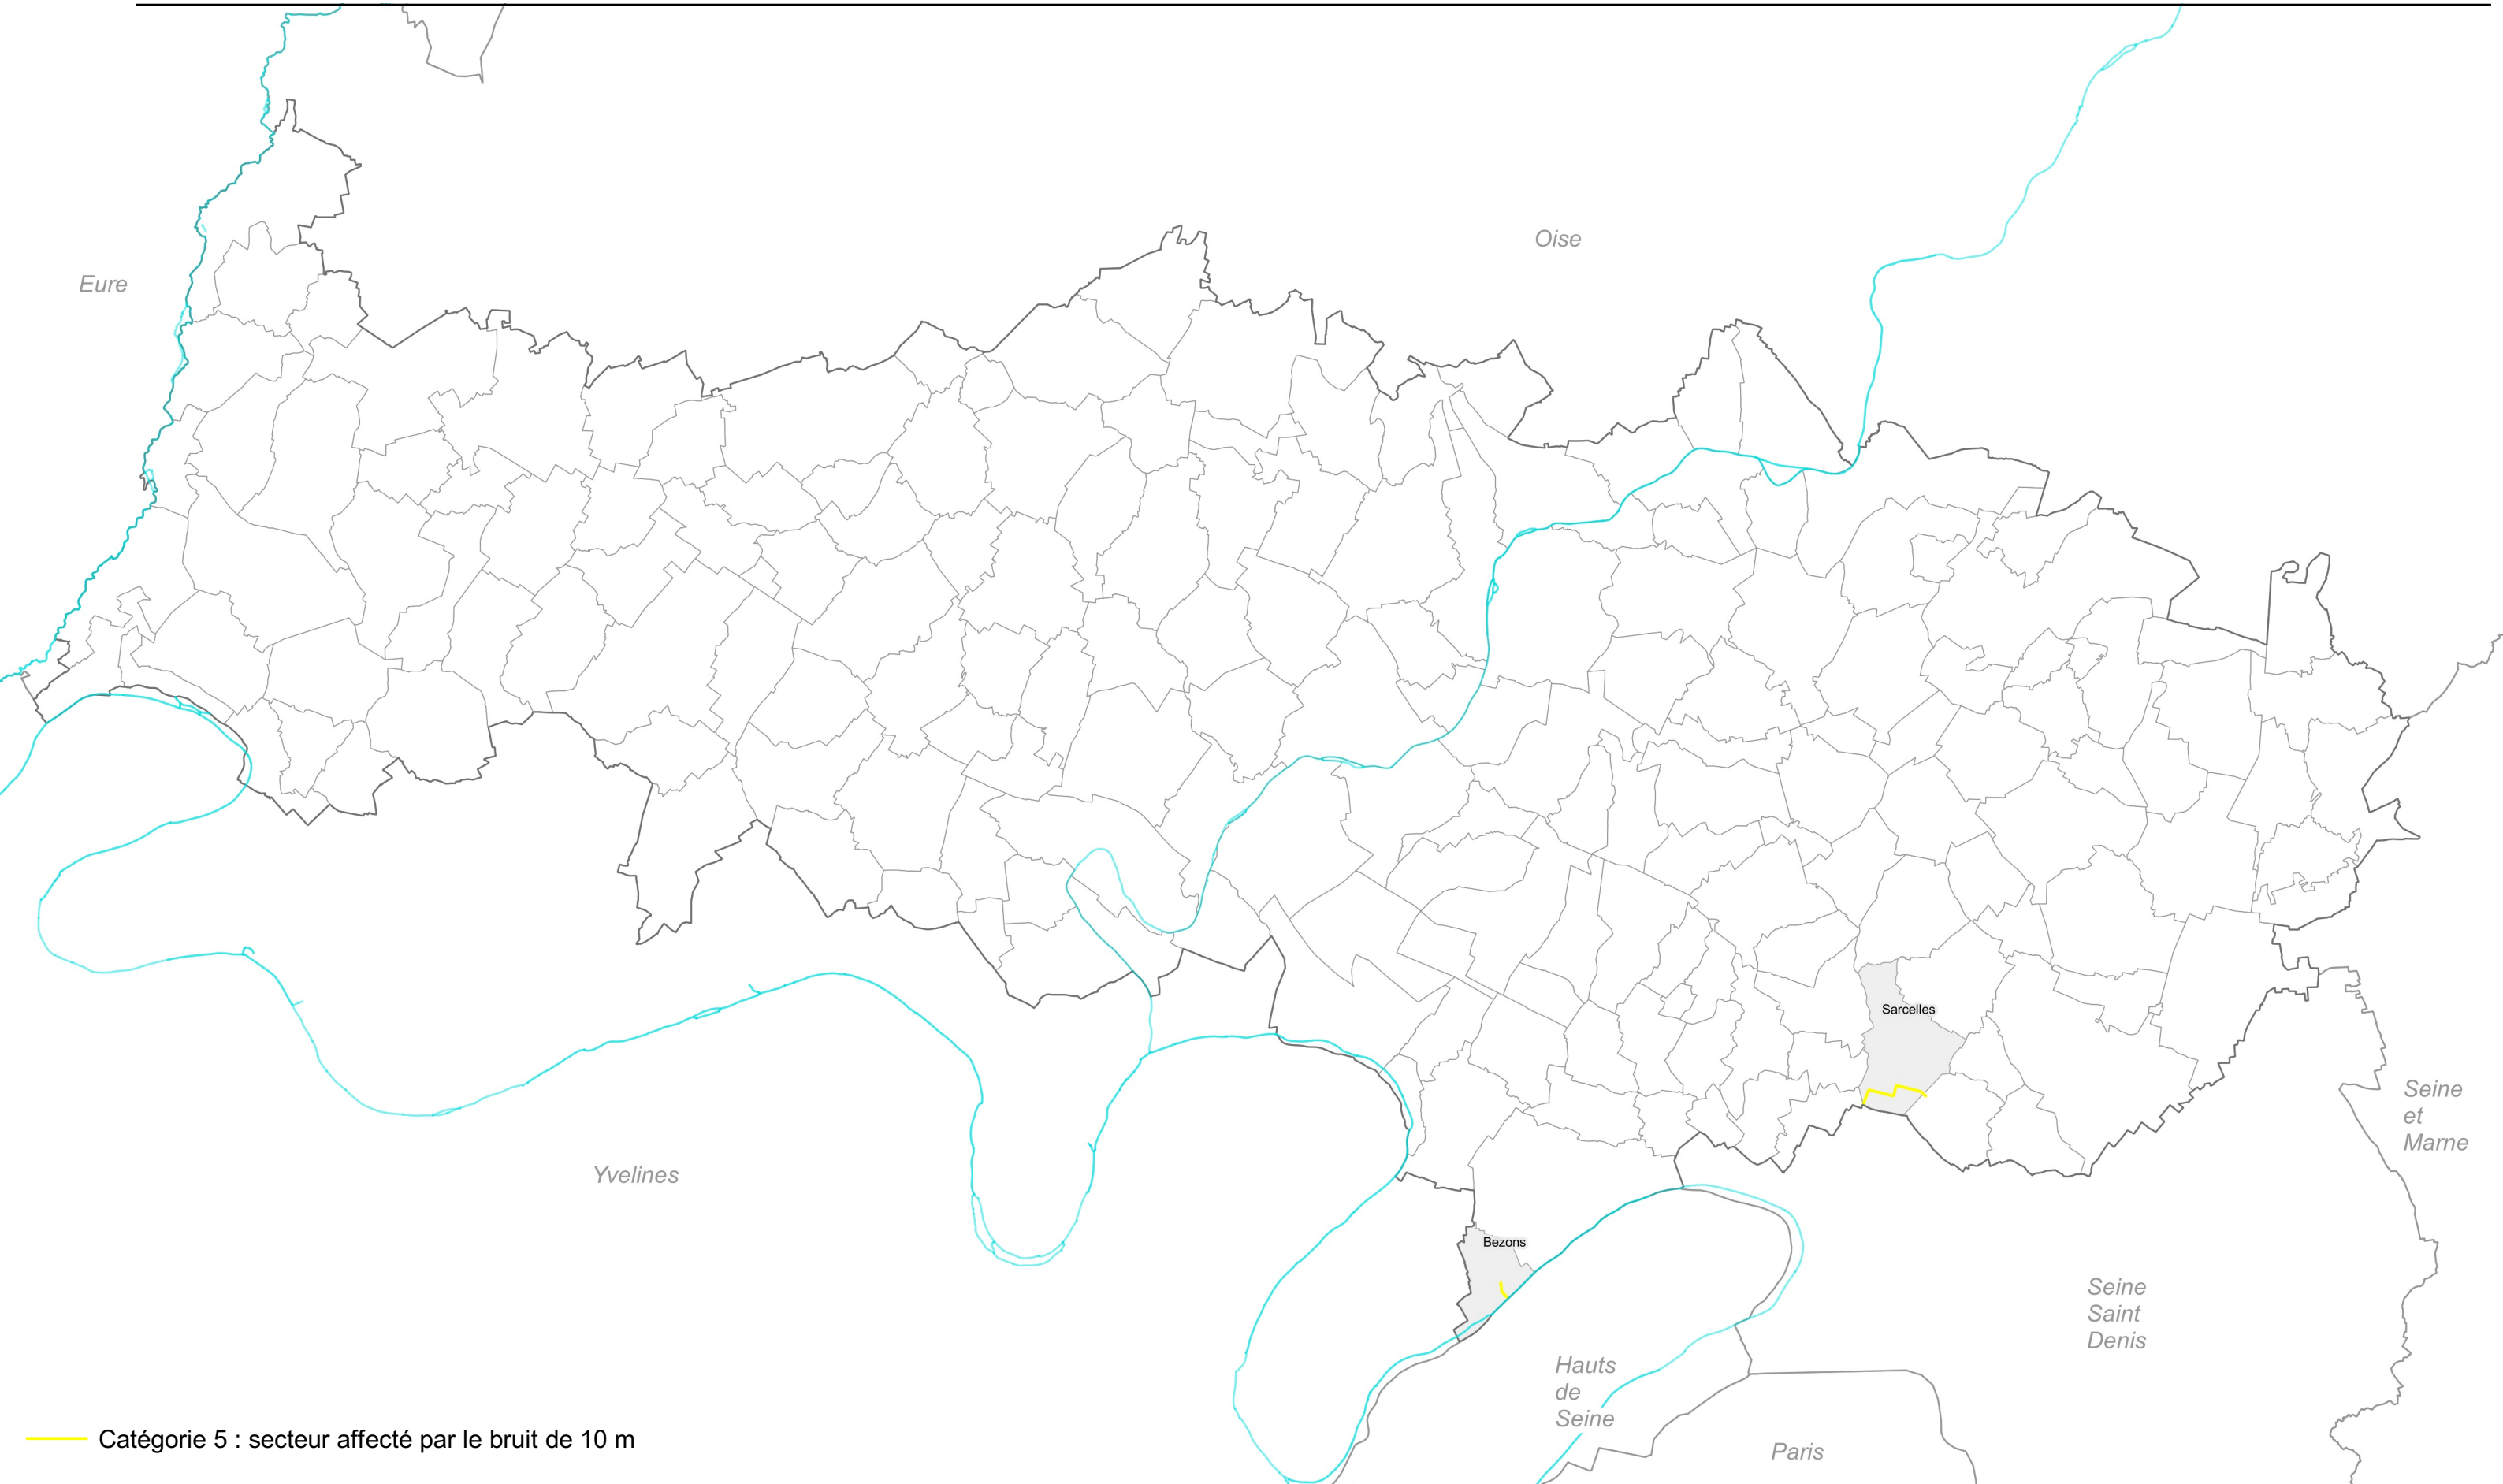 Oise
Eure
Sarcelles
Seine
et
Marne
Yvelines
Bezons
Seine
Saint
Denis
Hauts
de
Seine
Catégorie 5 : secteur affecté par le bruit de 10 m
Paris